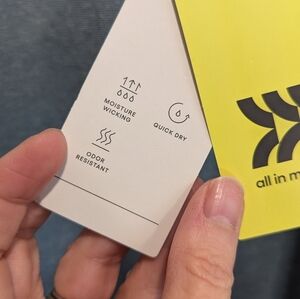 MOISTURE
WICKING
QUICK DRY
ODOR
RESISTANT
all in m